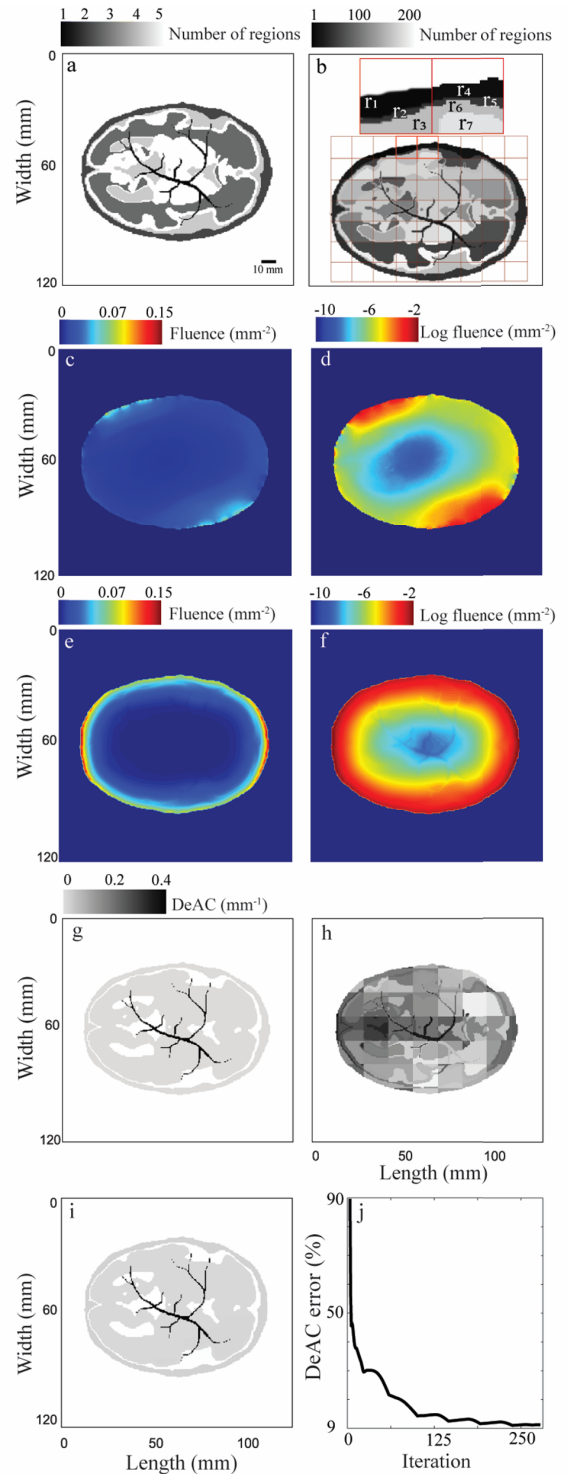 1 2 3 4 5
Number of regions
1 100 200
Number of regions
0
60
120
Width (mm)
a
10 mm
b
r1
r2
r3
r4
r5
r6
r7
0 0.07 0.15
Fluence (mm-2)
-10 -6 -2
Log fluence (mm-2)
0
60
120
Width (mm)
c
d
0 0.07 0.15
Fluence (mm-2)
-10 -6 -2
Log fluence (mm-2)
0
60
120
Width (mm)
e
f
0 0.2 0.4
DeAC (mm-1)
0
60
120
Width (mm)
g
h
0 50 100
Length (mm)
0
60
120
Width (mm)
i
0 50 100
Length (mm)
90
50
9
DeAC error (%)
j
0 125 250
Iteration